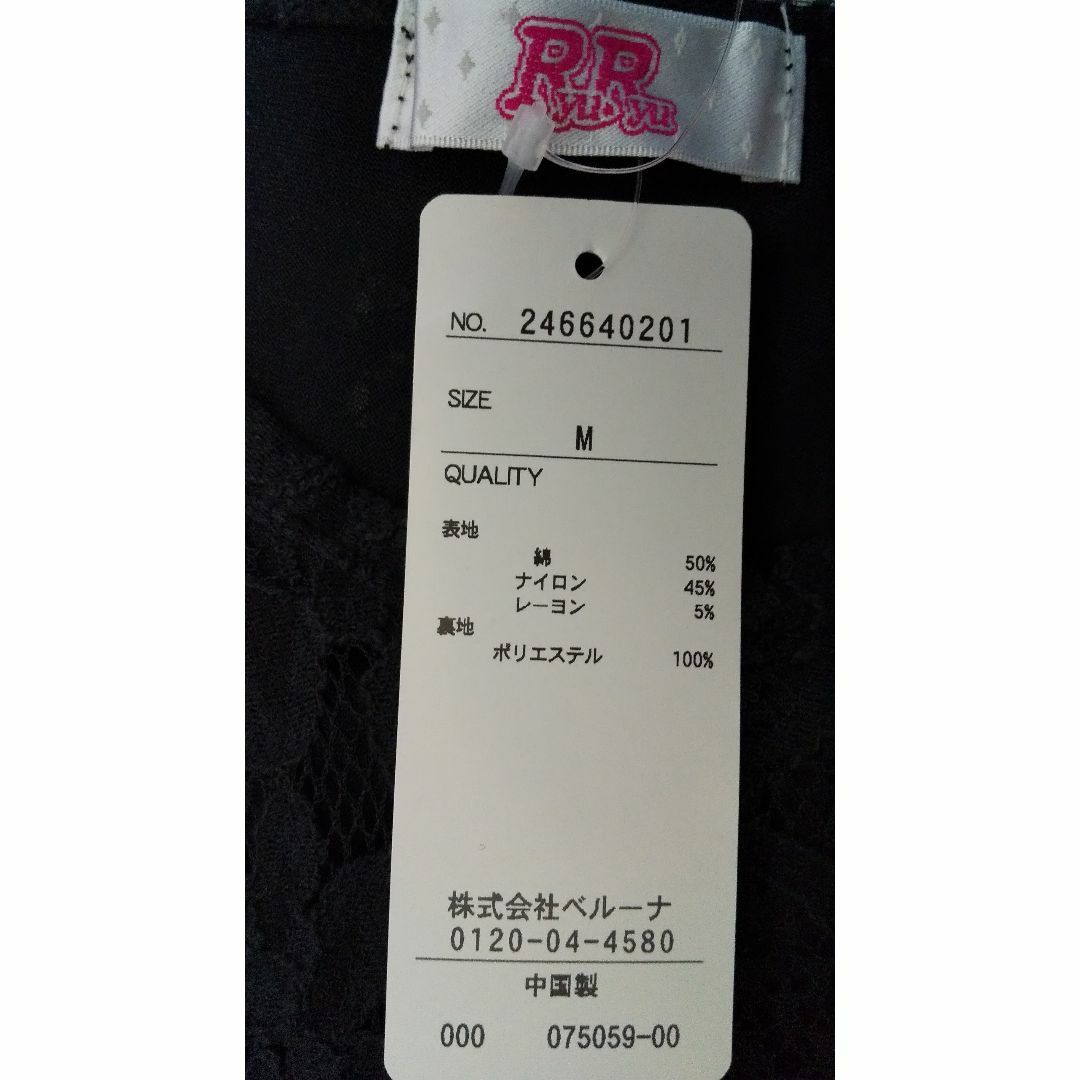 RyuRyu
NO. 246640201
SIZE
M
QUALITY
表地
綿 50%
ナイロン 45%
レーヨン 5%
裏地
ポリエステル 100%
株式会社ベルーナ
0120-04-4580
中国製
000 075059-00